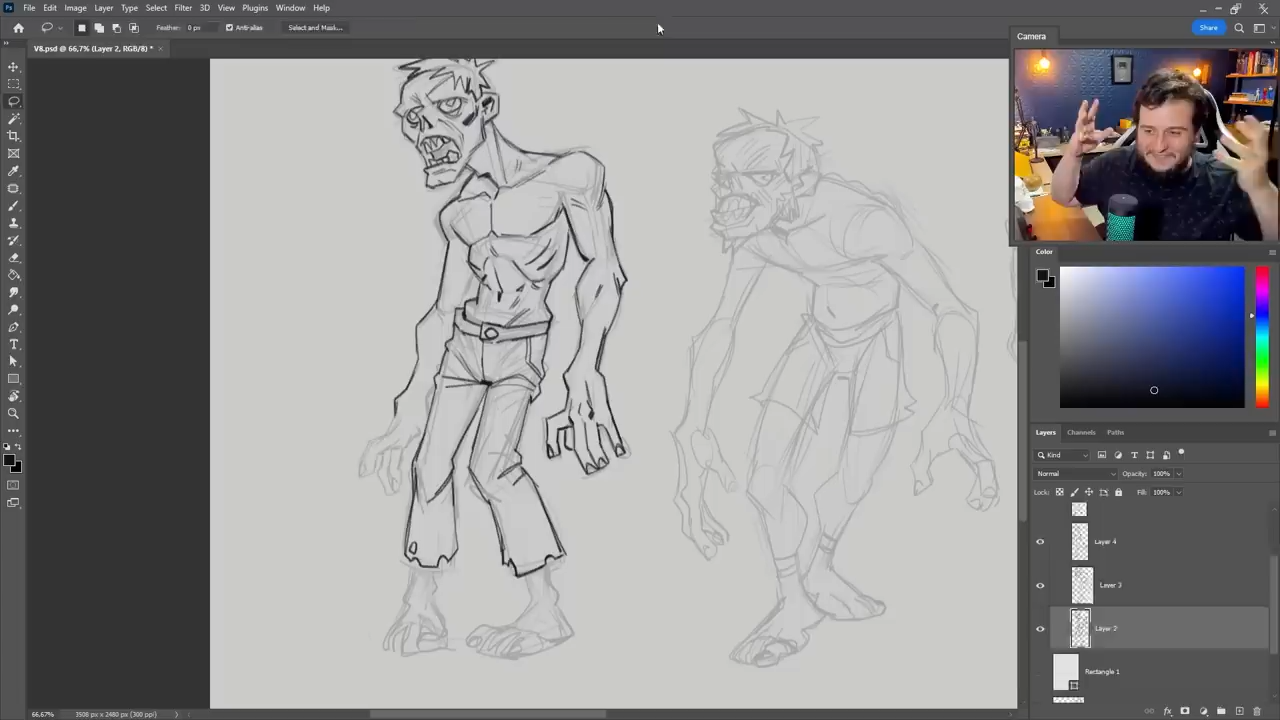 Ps File Edit Image Layer Type Select Filter 3D View Plugins Window Help
Feather: 0 px Anti-alias Select and Mask... Share
V8.psd @ 66,7% (Layer 2, RGB/8) *
Camera
Color
Layers Channels Paths
Kind
Normal Opacity: 100%
Lock: Fill: 100%
Layer 4
Layer 3
Layer 2
Rectangle 1
66,67% 3508 px x 2480 px (300 ppi)